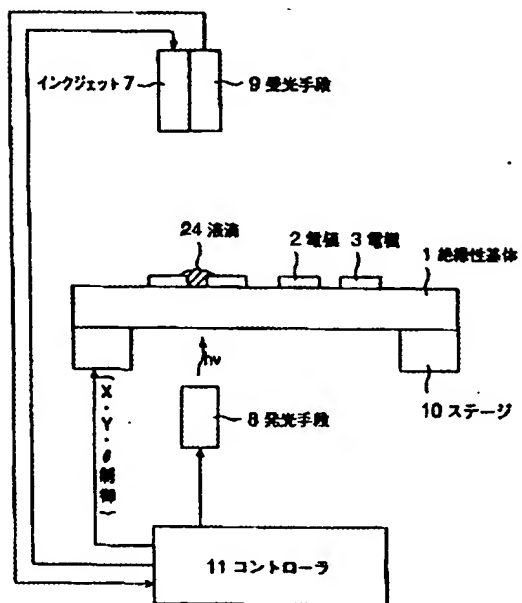 インクジェット 7
9 受光手段
24 液滴
2 電極
3 電極
1 絶縁性基体
hν
8 発光手段
10 ステージ
(X・Y・θ制御)
11 コントローラ